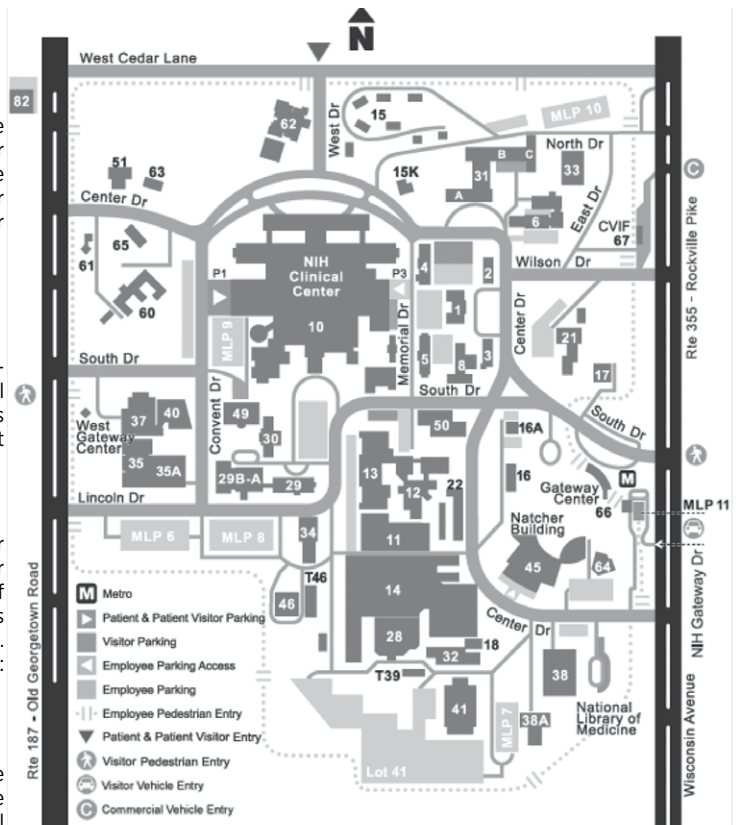 N
West Cedar Lane
82
62
West Dr
15
MLP 10
North Dr
51
63
15K
A
B
C
31
33
Center Dr
East Dr
6
CVIF
67
C
61
65
60
NIH
Clinical
Center
10
P1
P3
4
2
Wilson Dr
1
Memorial Dr
Center Dr
Rte 355 - Rockville Pike
MLP 9
5
8
3
21
17
South Dr
South Dr
South Dr
Convent Dr
37
40
49
30
West
Gateway
Center
35
35A
29B-A
29
50
16A
13
12
22
16
M
Gateway
Center
66
MLP 11
Lincoln Dr
MLP 6
MLP 8
34
11
Natcher
Building
45
64
T46
46
14
NIH Gateway Dr
Center Dr
28
18
32
T39
38
41
MLP 7
38A
National
Library of
Medicine
Lot 41
Wisconsin Avenue
Rte 187 - Old Georgetown Road
M Metro
Patient & Patient Visitor Parking
Visitor Parking
Employee Parking Access
Employee Parking
Employee Pedestrian Entry
Patient & Patient Visitor Entry
Visitor Pedestrian Entry
Visitor Vehicle Entry
C Commercial Vehicle Entry